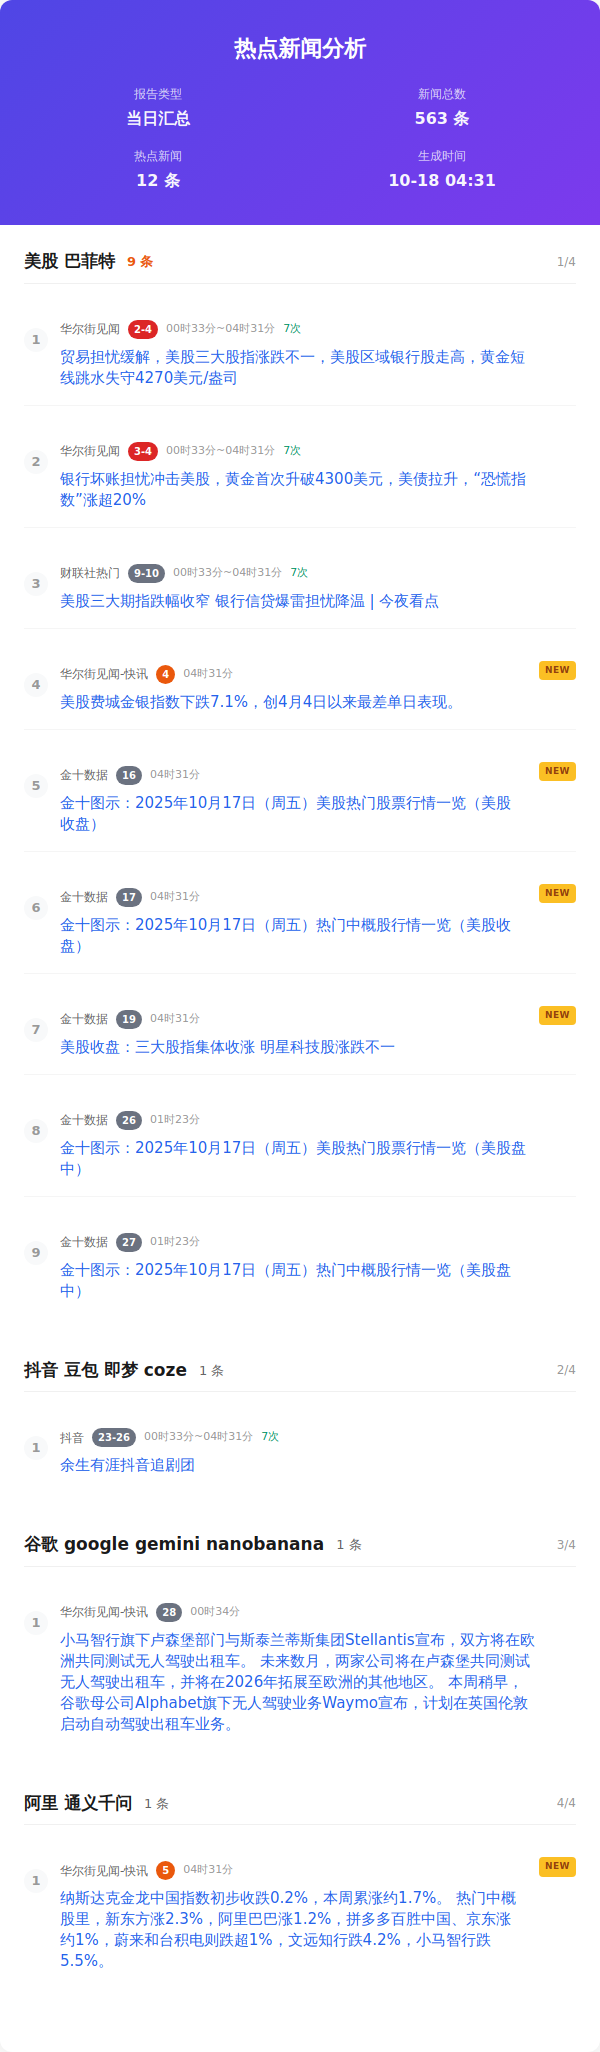 热点新闻分析
报告类型
新闻总数
当日汇总
563 条
热点新闻
生成时间
12 条
10-18 04:31
美股 巴菲特 9 条 1/4
1
华尔街见闻 2-4 00时33分~04时31分 7次
贸易担忧缓解，美股三大股指涨跌不一，美股区域银行股走高，黄金短
线跳水失守4270美元/盎司
2
华尔街见闻 3-4 00时33分~04时31分 7次
银行坏账担忧冲击美股，黄金首次升破4300美元，美债拉升，“恐慌指
数”涨超20%
3
财联社热门 9-10 00时33分~04时31分 7次
美股三大期指跌幅收窄 银行信贷爆雷担忧降温 | 今夜看点
4
华尔街见闻-快讯 4 04时31分 NEW
美股费城金银指数下跌7.1%，创4月4日以来最差单日表现。
5
金十数据 16 04时31分 NEW
金十图示：2025年10月17日（周五）美股热门股票行情一览（美股
收盘）
6
金十数据 17 04时31分 NEW
金十图示：2025年10月17日（周五）热门中概股行情一览（美股收
盘）
7
金十数据 19 04时31分 NEW
美股收盘：三大股指集体收涨 明星科技股涨跌不一
8
金十数据 26 01时23分
金十图示：2025年10月17日（周五）美股热门股票行情一览（美股盘
中）
9
金十数据 27 01时23分
金十图示：2025年10月17日（周五）热门中概股行情一览（美股盘
中）
抖音 豆包 即梦 coze 1 条 2/4
1
抖音 23-26 00时33分~04时31分 7次
余生有涯抖音追剧团
谷歌 google gemini nanobanana 1 条 3/4
1
华尔街见闻-快讯 28 00时34分
小马智行旗下卢森堡部门与斯泰兰蒂斯集团Stellantis宣布，双方将在欧
洲共同测试无人驾驶出租车。 未来数月，两家公司将在卢森堡共同测试
无人驾驶出租车，并将在2026年拓展至欧洲的其他地区。 本周稍早，
谷歌母公司Alphabet旗下无人驾驶业务Waymo宣布，计划在英国伦敦
启动自动驾驶出租车业务。
阿里 通义千问 1 条 4/4
1
华尔街见闻-快讯 5 04时31分 NEW
纳斯达克金龙中国指数初步收跌0.2%，本周累涨约1.7%。 热门中概
股里，新东方涨2.3%，阿里巴巴涨1.2%，拼多多百胜中国、京东涨
约1%，蔚来和台积电则跌超1%，文远知行跌4.2%，小马智行跌
5.5%。